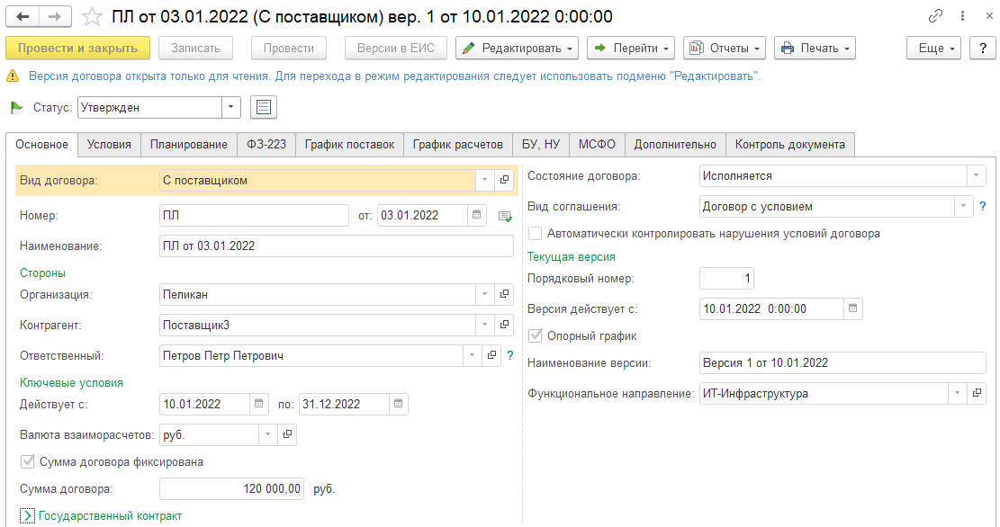 ПЛ от 03.01.2022 (С поставщиком) вер. 1 от 10.01.2022 0:00:00
Провести и закрыть Записать Провести Версии в ЕИС Редактировать Перейти Отчеты Печать Еще ?
Версия договора открыта только для чтения. Для перехода в режим редактирования следует использовать подменю "Редактировать".
Статус: Утвержден
Основное Условия Планирование ФЗ-223 График поставок График расчетов БУ, НУ МСФО Дополнительно Контроль документа
Вид договора: С поставщиком
Номер: ПЛ от: 03.01.2022
Наименование: ПЛ от 03.01.2022
Стороны
Организация: Пеликан
Контрагент: Поставщик3
Ответственный: Петров Петр Петрович ?
Ключевые условия
Действует с: 10.01.2022 по: 31.12.2022
Валюта взаиморасчетов: руб.
Сумма договора фиксирована
Сумма договора: 120 000,00 руб.
Государственный контракт
Состояние договора: Исполняется
Вид соглашения: Договор с условием ?
Автоматически контролировать нарушения условий договора
Текущая версия
Порядковый номер: 1
Версия действует с: 10.01.2022 0:00:00
Опорный график
Наименование версии: Версия 1 от 10.01.2022
Функциональное направление: ИТ-Инфраструктура